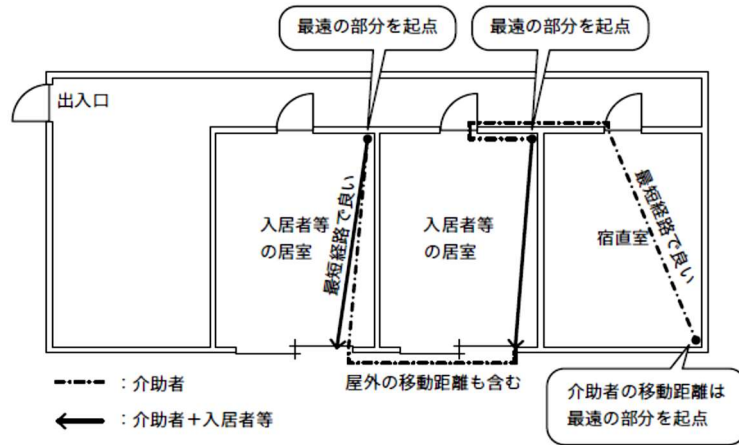 最遠の部分を起点
最遠の部分を起点
出入口
入居者等
の居室
最短経路で良い
入居者等
の居室
宿直室
最短経路で良い
屋外の移動距離も含む
介助者の移動距離は
最遠の部分を起点
：介助者
：介助者＋入居者等